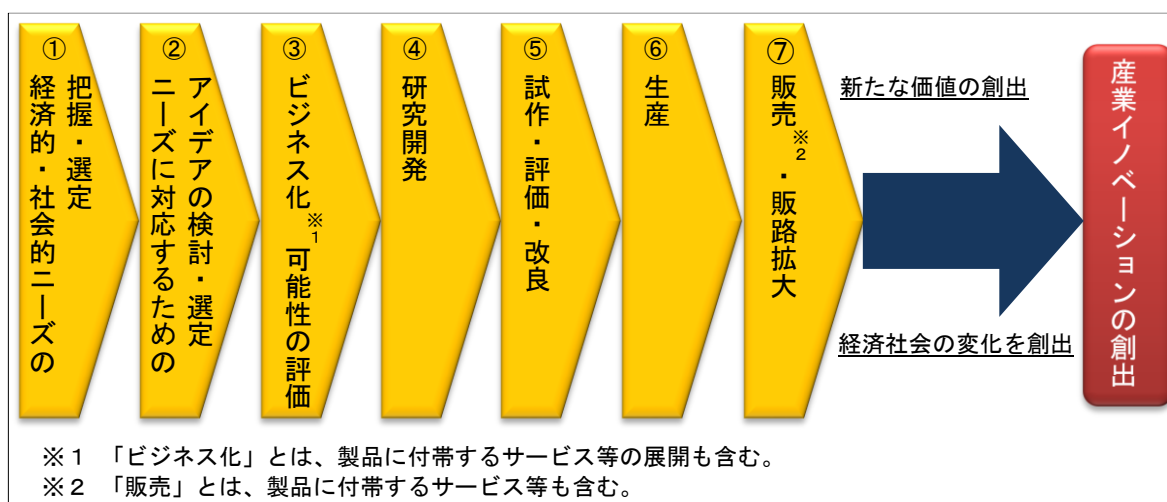 ①
経済的・社会的ニーズの
把握・選定
②
ニーズに対応するための
アイデアの検討・選定
③
ビジネス化※1 可能性の評価
④
研究開発
⑤
試作・評価・改良
⑥
生産
⑦
販売※2・販路拡大
新たな価値の創出
経済社会の変化を創出
産業イノベーションの創出
※1 「ビジネス化」とは、製品に付帯するサービス等の展開も含む。
※2 「販売」とは、製品に付帯するサービス等も含む。